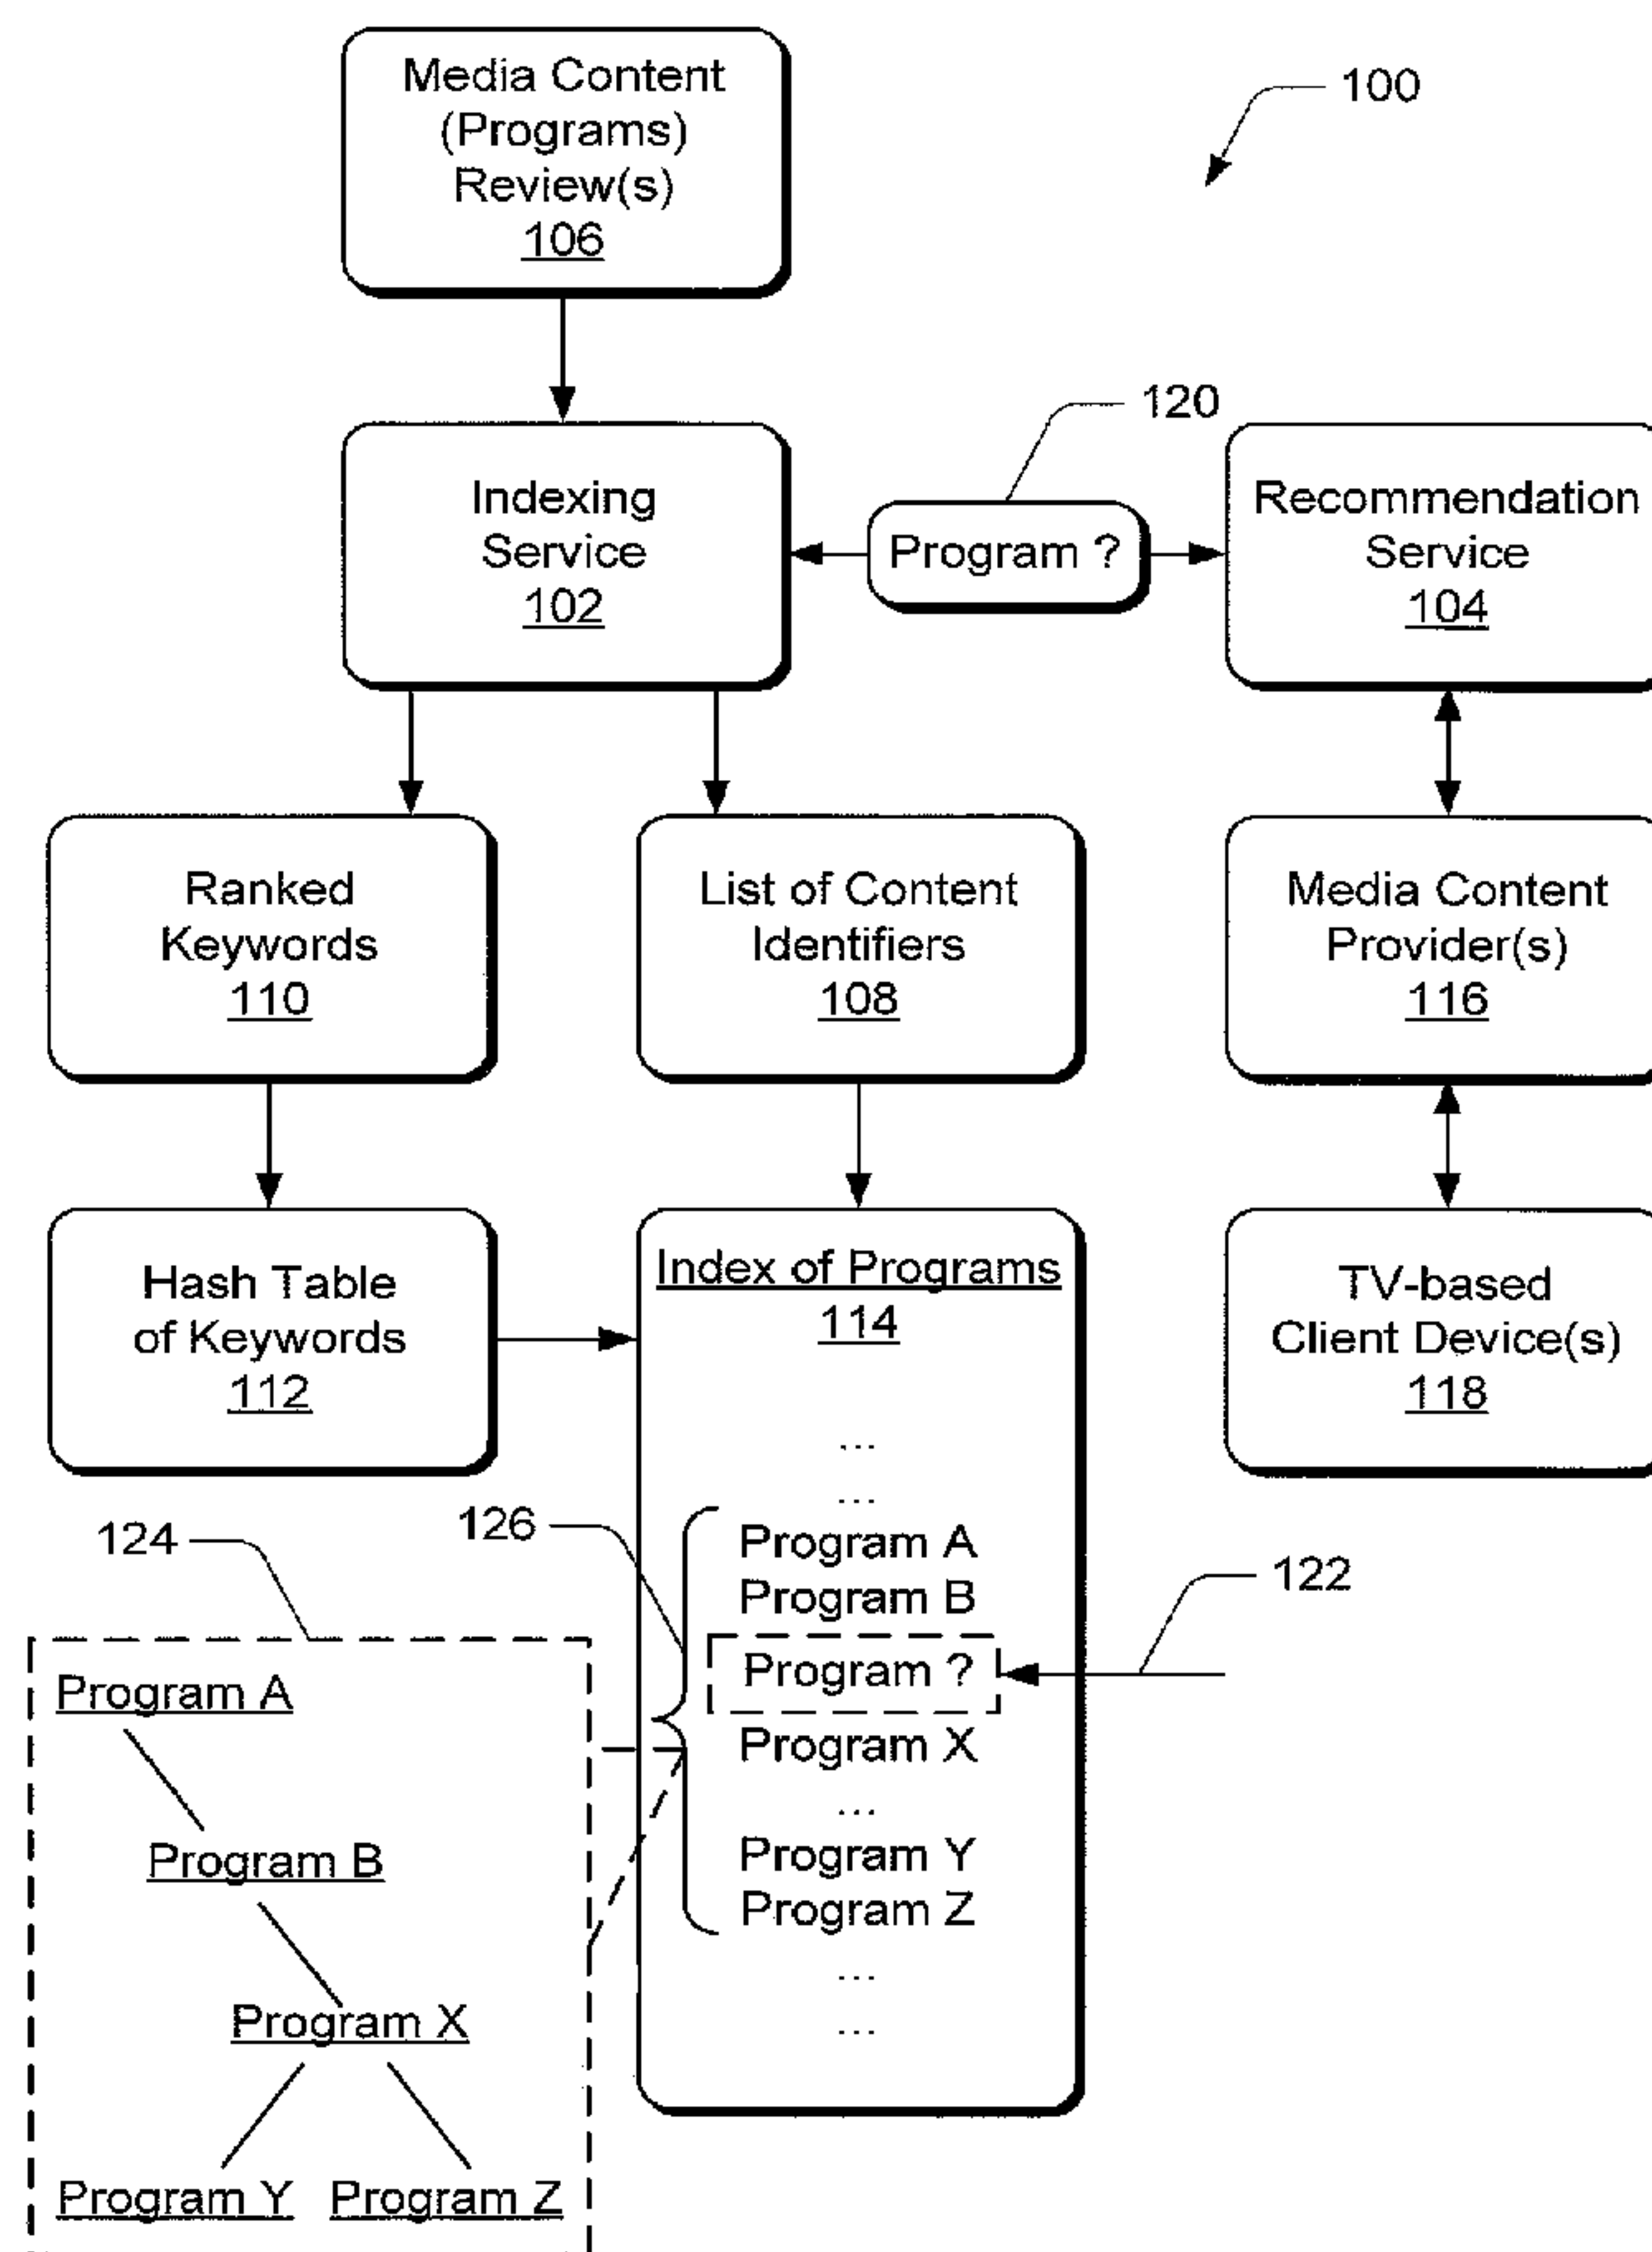 Media Content
(Programs)
Review(s)
106
100
120
Indexing
Service
102
Program ?
Recommendation
Service
104
Ranked
Keywords
110
List of Content
Identifiers
108
Media Content
Provider(s)
116
Hash Table
of Keywords
112
Index of Programs
114
...
...
Program A
Program B
Program ?
Program X
...
Program Y
Program Z
...
...
TV-based
Client Device(s)
118
126
124
122
Program A
Program B
Program X
Program Y
Program Z